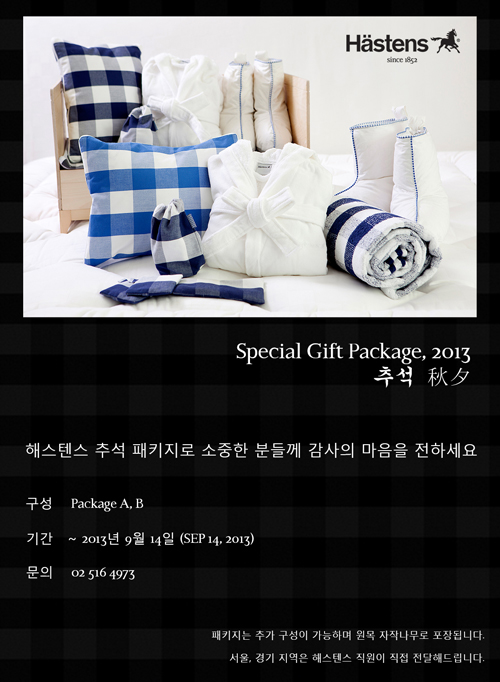 Hästens
since 1852
Special Gift Package, 2013
추석 秋夕
해스텐스 추석 패키지로 소중한 분들께 감사의 마음을 전하세요
구성 Package A, B
기간 ~ 2013년 9월 14일 (SEP 14, 2013)
문의 02 516 4973
패키지는 추가 구성이 가능하며 원목 자작나무로 포장됩니다.
서울, 경기 지역은 해스텐스 직원이 직접 전달해드립니다.